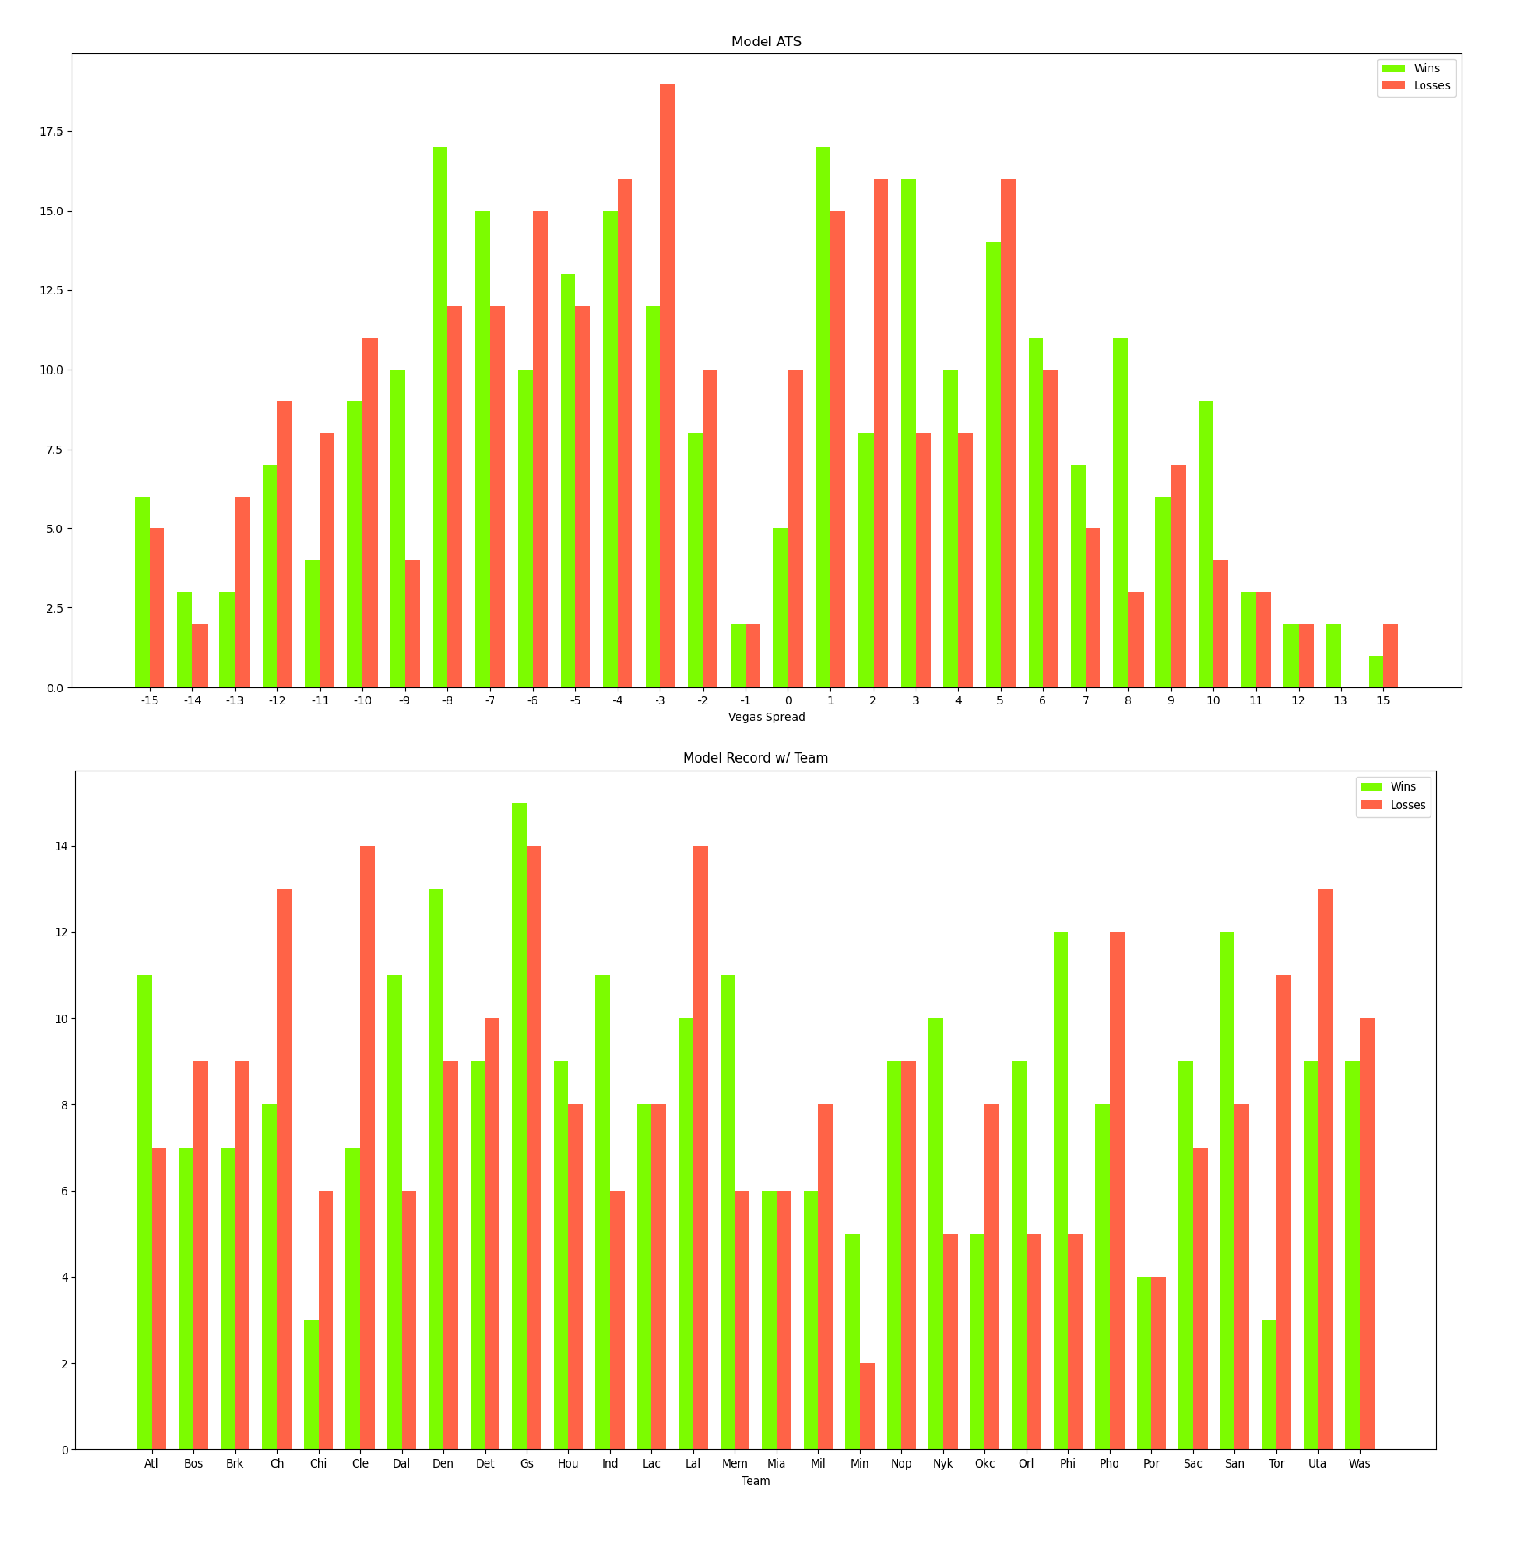 Model ATS
Wins
Losses
17.5
15.0
12.5
10.0
7.5
5.0
2.5
0.0
-15 -14 -13 -12 -11 -10 -9 -8 -7 -6 -5 -4 -3 -2 -1 0 1 2 3 4 5 6 7 8 9 10 11 12 13 15
Vegas Spread
Model Record w/ Team
Wins
Losses
14
12
10
8
6
4
2
0
Atl Bos Brk Ch Chi Cle Dal Den Det Gs Hou Ind Lac Lal Mem Mia Mil Min Nop Nyk Okc Orl Phi Pho Por Sac San Tor Uta Was
Team